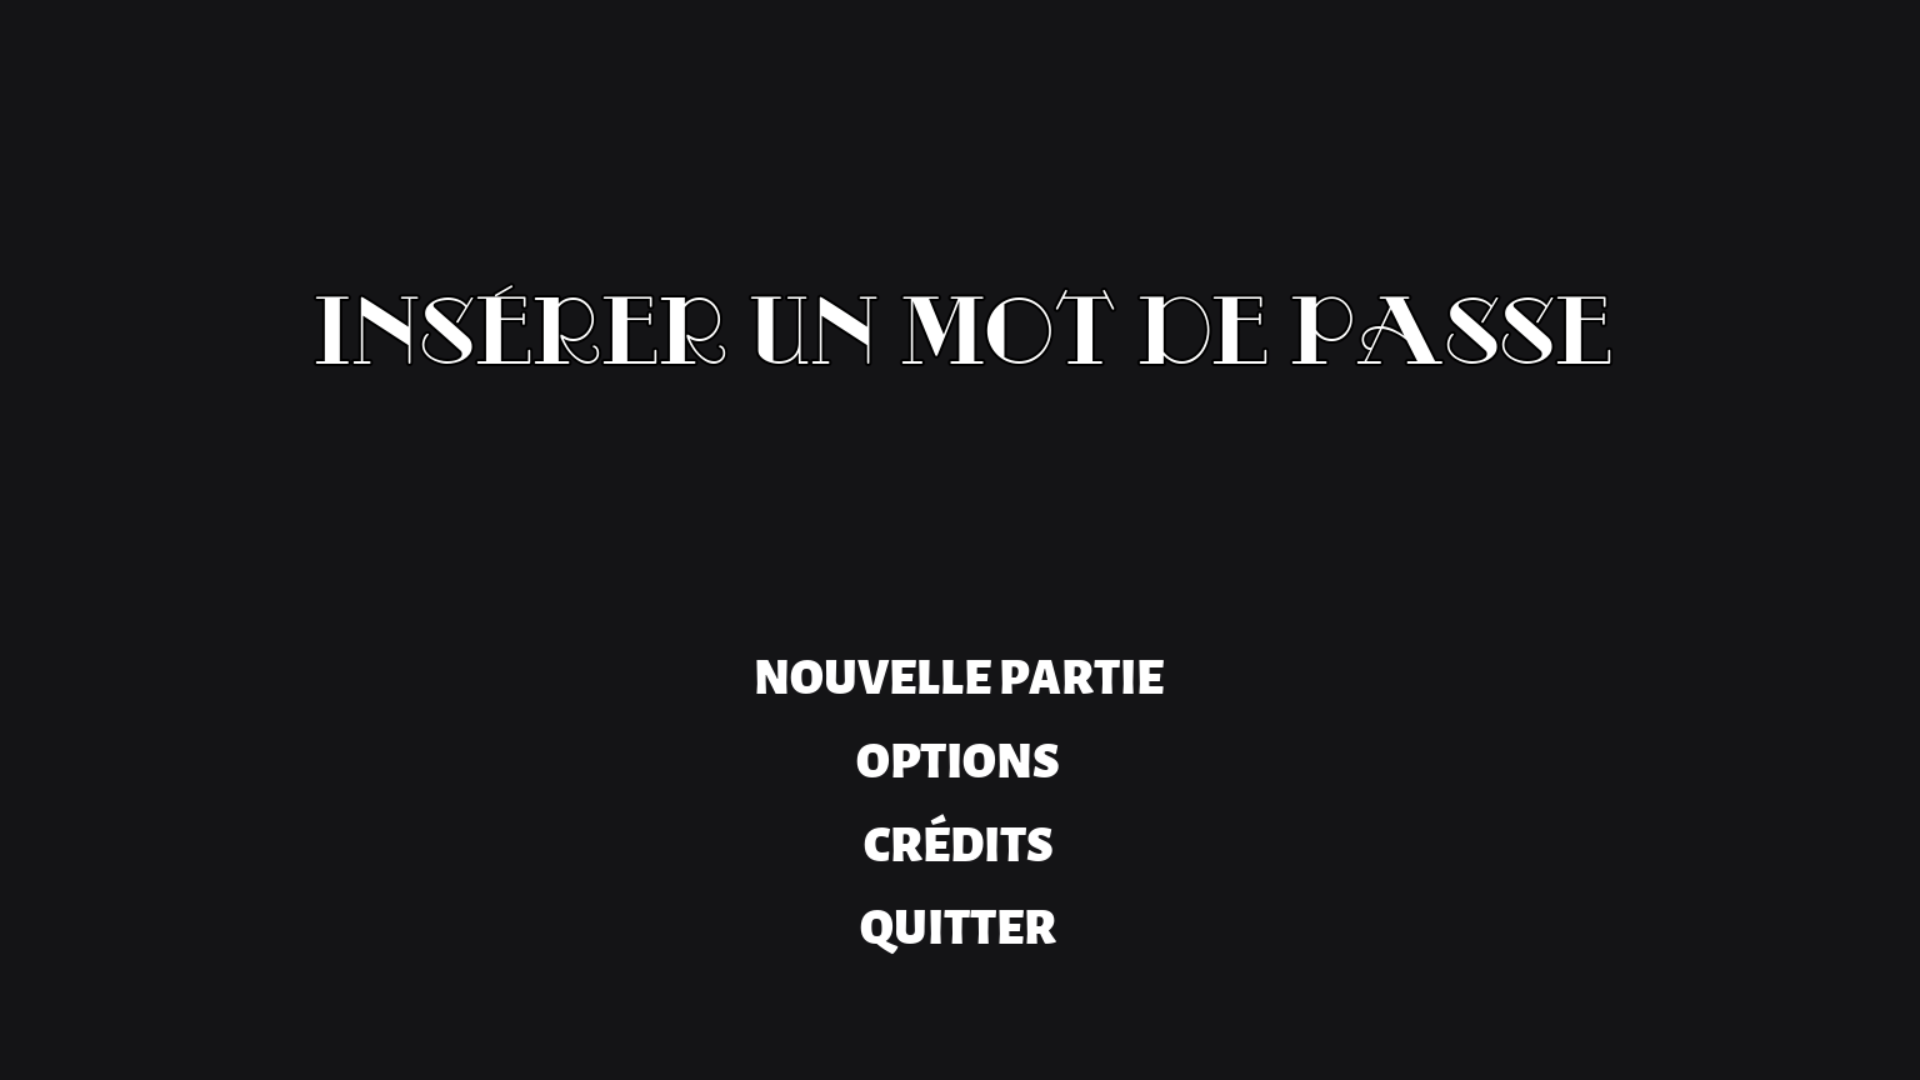 INSÉRER UN MOT DE PASSE
NOUVELLE PARTIE
OPTIONS
CRÉDITS
QUITTER